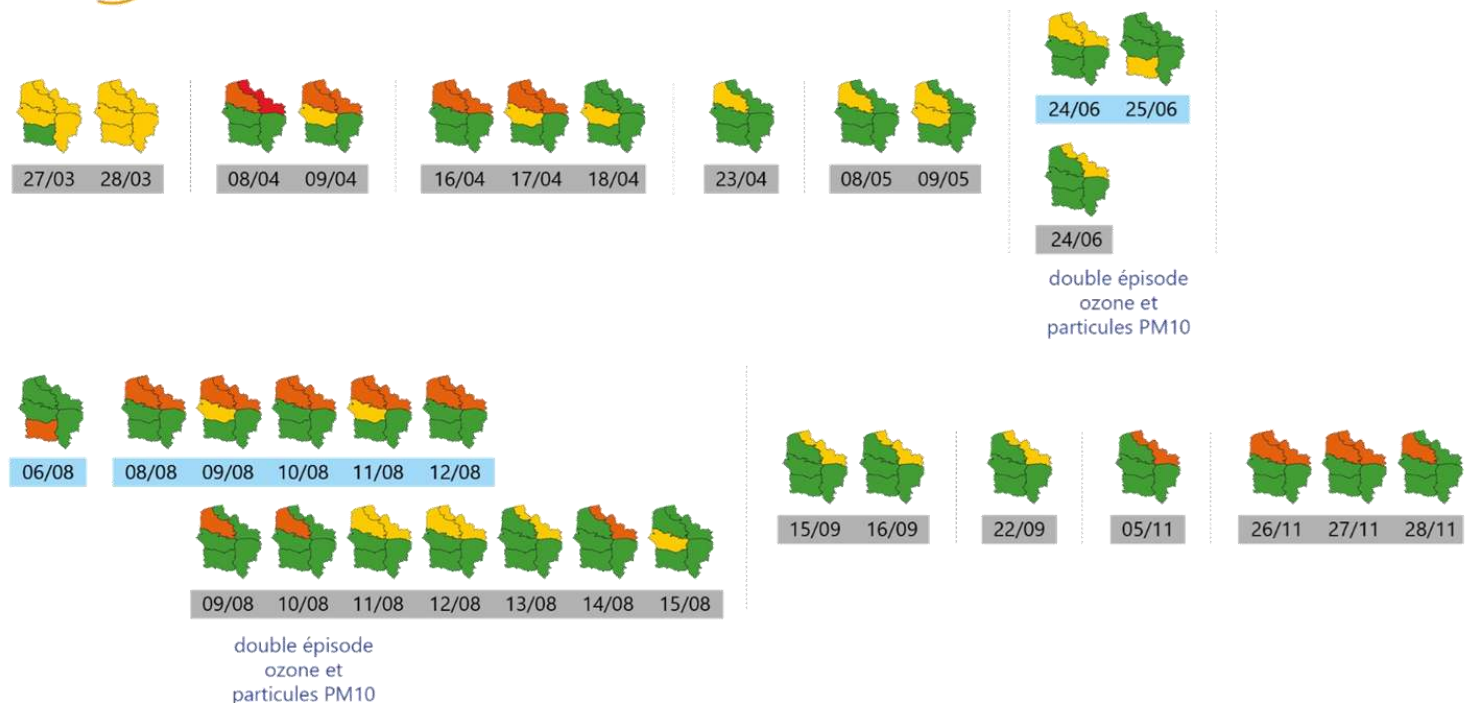 24/06 25/06
27/03 28/03
08/04 09/04
16/04 17/04 18/04
23/04
08/05 09/05
24/06
double épisode
ozone et
particules PM10
06/08
08/08 09/08 10/08 11/08 12/08
15/09 16/09
22/09
05/11
26/11 27/11 28/11
09/08 10/08 11/08 12/08 13/08 14/08 15/08
double épisode
ozone et
particules PM10